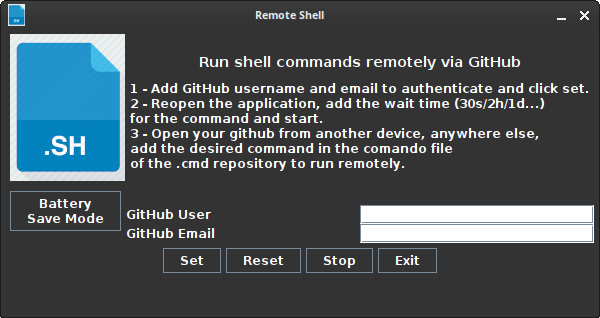 Remote Shell
.SH
Run shell commands remotely via GitHub
1 - Add GitHub username and email to authenticate and click set.
2 - Reopen the application, add the wait time (30s/2h/1d...)
for the command and start.
3 - Open your github from another device, anywhere else,
add the desired command in the comando file
of the .cmd repository to run remotely.
.SH
Battery
Save Mode
GitHub User
GitHub Email
Set Reset Stop Exit